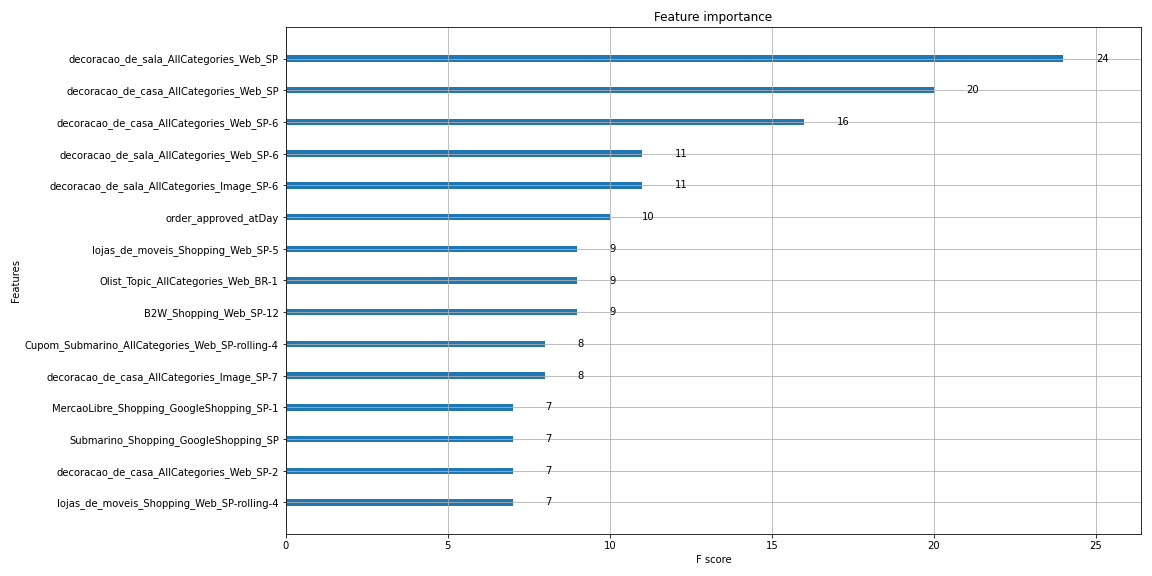 Feature importance
decoracao_de_sala_AllCategories_Web_SP 24
decoracao_de_casa_AllCategories_Web_SP 20
decoracao_de_casa_AllCategories_Web_SP-6 16
decoracao_de_sala_AllCategories_Web_SP-6 11
decoracao_de_sala_AllCategories_Image_SP-6 11
order_approved_atDay 10
lojas_de_moveis_Shopping_Web_SP-5 9
Olist_Topic_AllCategories_Web_BR-1 9
B2W_Shopping_Web_SP-12 9
Cupom_Submarino_AllCategories_Web_SP-rolling-4 8
decoracao_de_casa_AllCategories_Image_SP-7 8
MercaoLibre_Shopping_GoogleShopping_SP-1 7
Submarino_Shopping_GoogleShopping_SP 7
decoracao_de_casa_AllCategories_Web_SP-2 7
lojas_de_moveis_Shopping_Web_SP-rolling-4 7
Features
0 5 10 15 20 25
F score